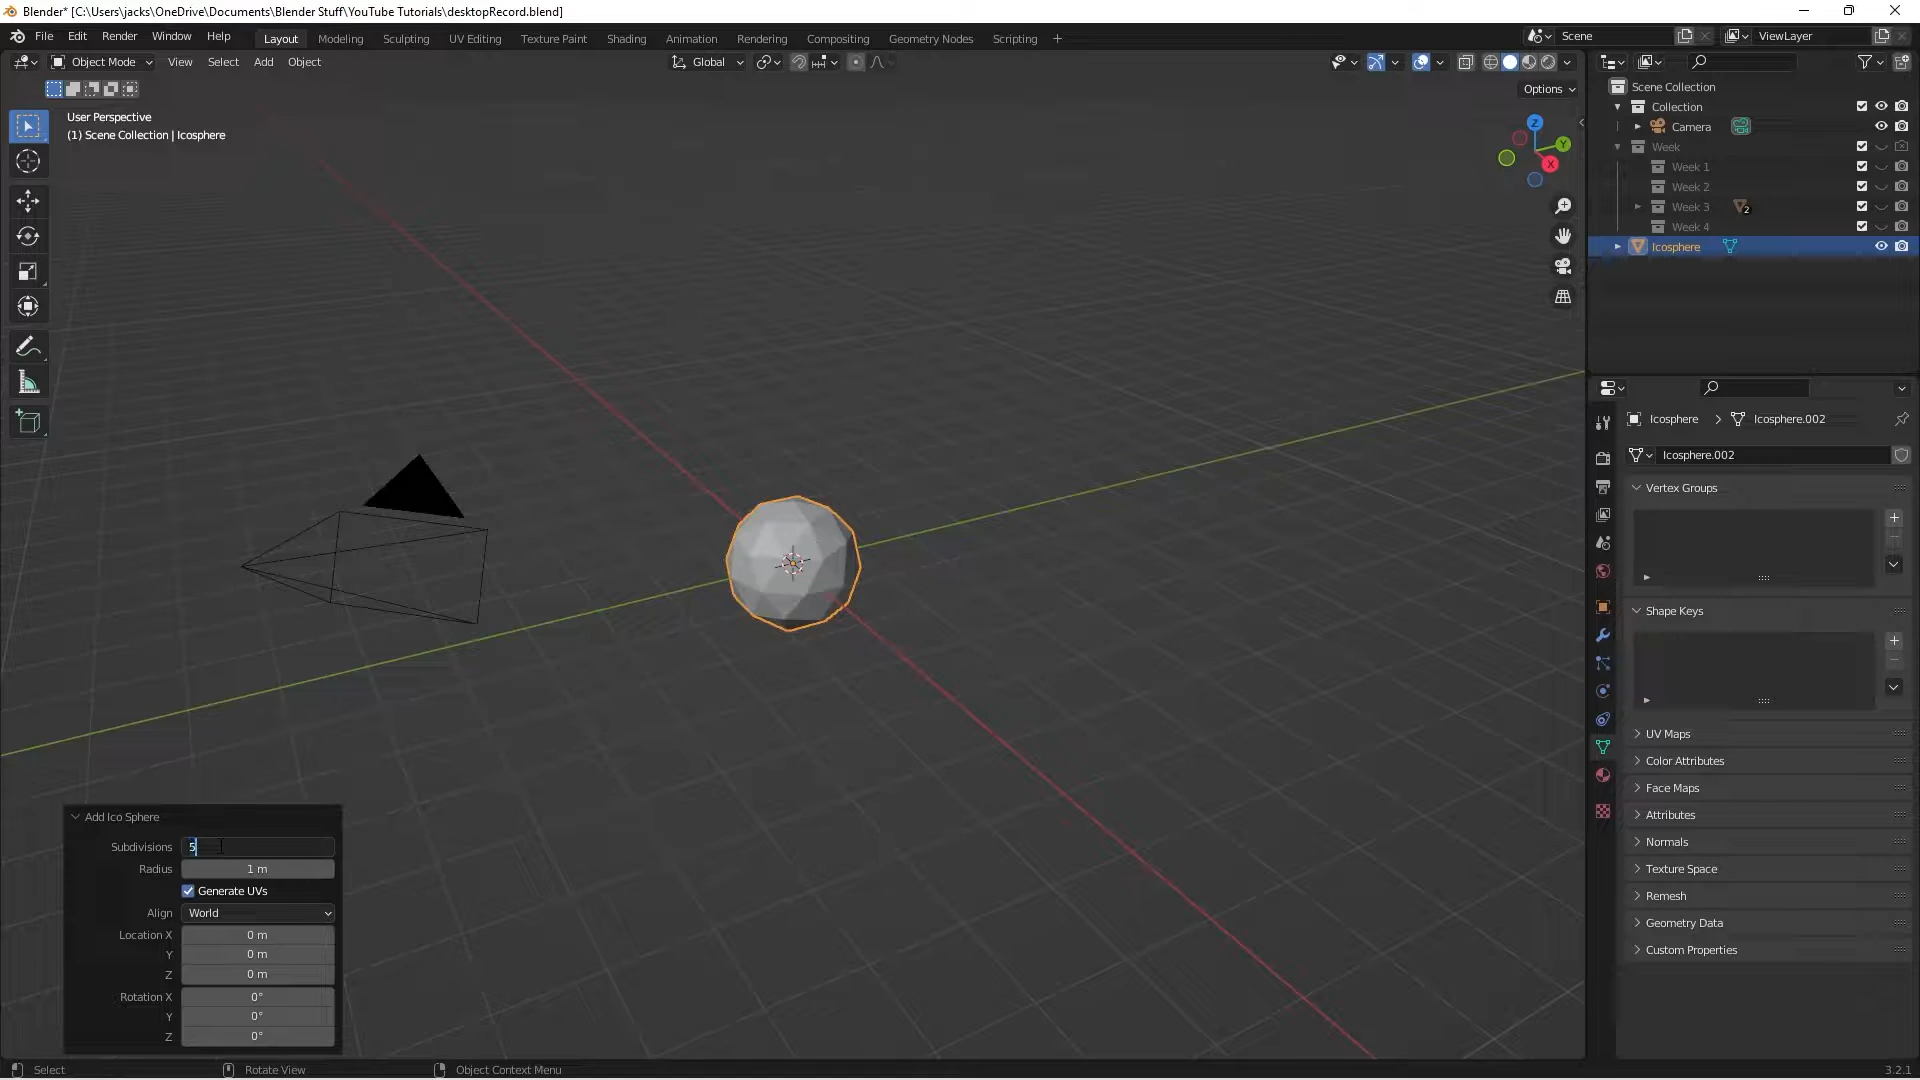 Blender* [C:\Users\jacks\OneDrive\Documents\Blender Stuff\YouTube Tutorials\desktopRecord.blend]
File Edit Render Window Help Layout Modeling Sculpting UV Editing Texture Paint Shading Animation Rendering Compositing Geometry Nodes Scripting + Scene ViewLayer
Object Mode View Select Add Object Global
Options
User Perspective
(1) Scene Collection | Icosphere
Z
Y
X
Scene Collection
Collection
Camera
Week
Week 1
Week 2
Week 3 2
Week 4
Icosphere
Icosphere > Icosphere.002
Icosphere.002
Vertex Groups
Shape Keys
UV Maps
Color Attributes
Face Maps
Attributes
Normals
Texture Space
Remesh
Geometry Data
Custom Properties
Add Ico Sphere
Subdivisions 5
Radius 1 m
Generate UVs
Align World
Location X 0 m
Y 0 m
Z 0 m
Rotation X 0°
Y 0°
Z 0°
Select Rotate View Object Context Menu 3.2.1